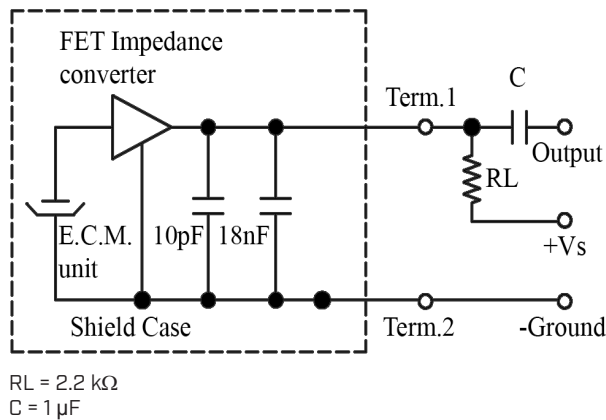 FET Impedance
converter
C
Term.1
Output
RL
+Vs
E.C.M.
unit
10pF
18nF
Shield Case
Term.2
-Ground
RL = 2.2 kΩ
C = 1 µF